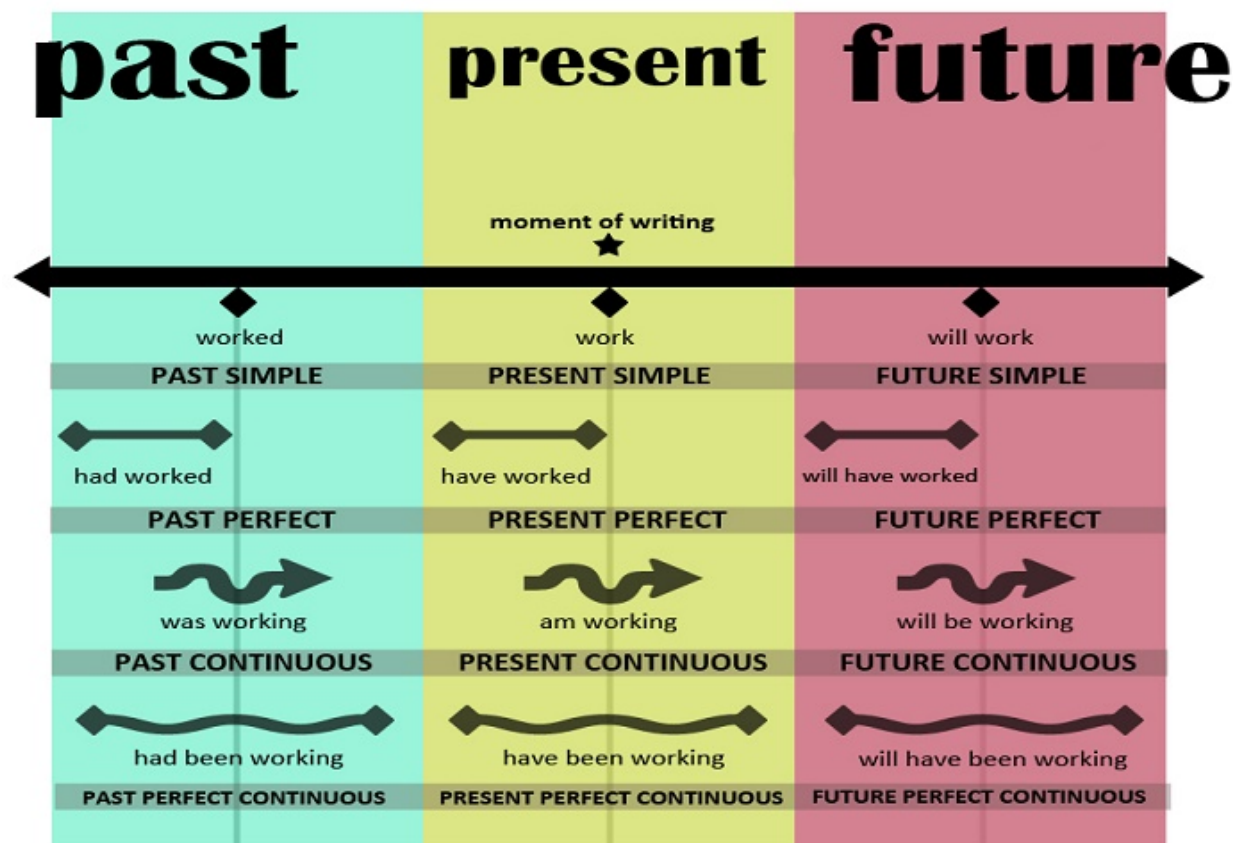 past present future
moment of writing
worked work will work
PAST SIMPLE PRESENT SIMPLE FUTURE SIMPLE
had worked have worked will have worked
PAST PERFECT PRESENT PERFECT FUTURE PERFECT
was working am working will be working
PAST CONTINUOUS PRESENT CONTINUOUS FUTURE CONTINUOUS
had been working have been working will have been working
PAST PERFECT CONTINUOUS PRESENT PERFECT CONTINUOUS FUTURE PERFECT CONTINUOUS